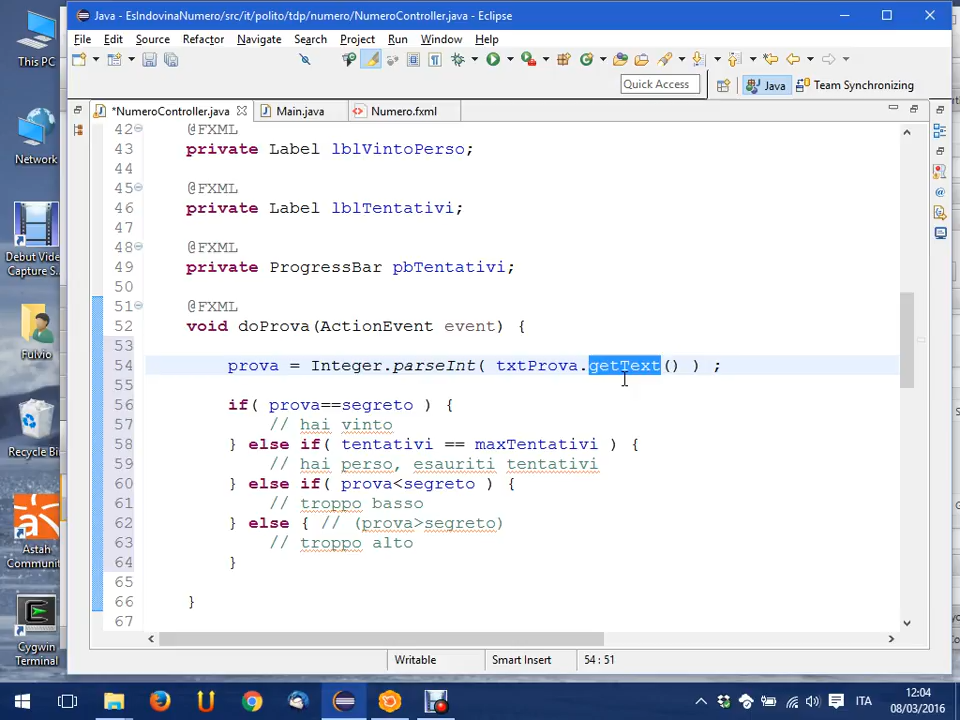 This PC
Network
Debut Vide
Capture S...
Fulvio
Recycle Bi
Astah
Communi
Cygwin
Terminal
Java - EsIndovinaNumero/src/it/polito/tdp/numero/NumeroController.java - Eclipse
File Edit Source Refactor Navigate Search Project Run Window Help
Quick Access
Java
Team Synchronizing
*NumeroController.java
Main.java
Numero.fxml
42 @FXML
43 private Label lblVintoPerso;
44
45 @FXML
46 private Label lblTentativi;
47
48 @FXML
49 private ProgressBar pbTentativi;
50
51 @FXML
52 void doProva(ActionEvent event) {
53
54 prova = Integer.parseInt( txtProva.getText() ) ;
55
56 if( prova==segreto ) {
57 // hai vinto
58 } else if( tentativi == maxTentativi ) {
59 // hai perso, esauriti tentativi
60 } else if( prova<segreto ) {
61 // troppo basso
62 } else { // (prova>segreto)
63 // troppo alto
64 }
65
66 }
67
Writable
Smart Insert
54 : 51
ITA
12:04
08/03/2016